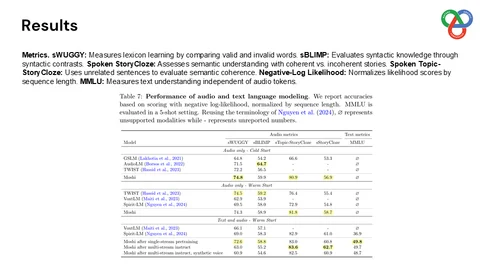 Results
Metrics. sWUGGY: Measures lexicon learning by comparing valid and invalid words. sBLIMP: Evaluates syntactic knowledge through
syntactic contrasts. Spoken StoryCloze: Assesses semantic understanding with coherent vs. incoherent stories. Spoken Topic-
StoryCloze: Uses unrelated sentences to evaluate semantic coherence. Negative-Log Likelihood: Normalizes likelihood scores by
sequence length. MMLU: Measures text understanding independent of audio tokens.
Table 7: Performance of audio and text language modeling. We report accuracies
based on scoring with negative log-likelihood, normalized by sequence length. MMLU is
evaluated in a 5-shot setting. Reusing the terminology of Nguyen et al. (2024), ∅ represents
unsupported modalities while - represents unreported numbers.
Audio metrics Text metrics
Model sWUGGY sBLIMP sTopic-StoryCloze sStoryCloze MMLU
Audio only - Cold Start
GSLM (Lakhotia et al., 2021) 64.8 54.2 66.6 53.3 ∅
AudioLM (Borsos et al., 2022) 71.5 64.7 - - ∅
TWIST (Hassid et al., 2023) 72.2 56.5 - - ∅
Moshi 74.8 59.9 80.9 56.9 ∅
Audio only - Warm Start
TWIST (Hassid et al., 2023) 74.5 59.2 76.4 55.4 ∅
VoxtLM (Maiti et al., 2023) 62.9 53.9 - - ∅
Spirit-LM (Nguyen et al., 2024) 69.5 58.0 72.9 54.8 ∅
Moshi 74.3 58.9 81.8 58.7 ∅
Text and audio - Warm Start
VoxtLM (Maiti et al., 2023) 66.1 57.1 - - ∅
Spirit-LM (Nguyen et al., 2024) 69.0 58.3 82.9 61.0 36.9
Moshi after single-stream pretraining 72.6 58.8 83.0 60.8 49.8
Moshi after multi-stream instruct 63.0 55.2 83.6 62.7 49.7
Moshi after multi-stream instruct, synthetic voice 60.9 54.6 82.5 60.9 48.7